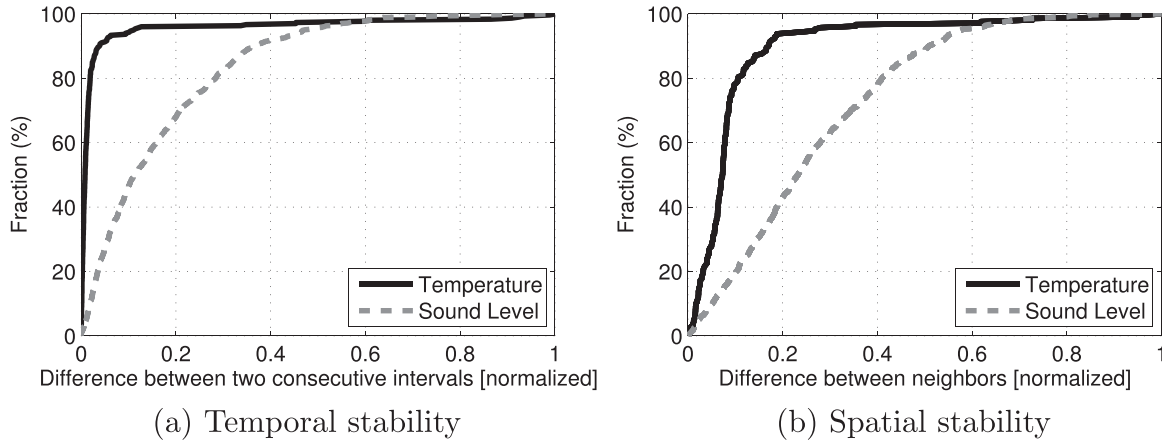 100
80
60
40
20
0
Fraction (%)
0 0.2 0.4 0.6 0.8 1
Difference between two consecutive intervals [normalized]
Temperature
Sound Level
(a) Temporal stability
100
80
60
40
20
0
Fraction (%)
0 0.2 0.4 0.6 0.8 1
Difference between neighbors [normalized]
Temperature
Sound Level
(b) Spatial stability